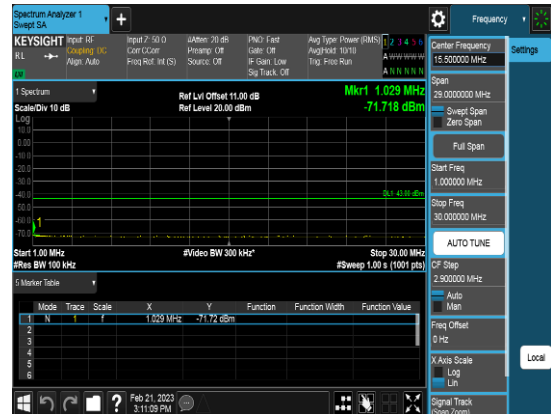 Spectrum Analyzer 1
Swept SA
Frequency
KEYSIGHT
RL
Input: RF
Coupling: DC
Align: Auto
Input Z: 50 Ω
Corr CCorr
Freq Ref: Int (S)
#Atten: 20 dB
Preamp: Off
Source: Off
PNO: Fast
Gate: Off
IF Gain: Low
Sig Track: Off
Avg Type: Power (RMS)
Avg|Hold: 10/10
Trig: Free Run
1 2 3 4 5 6
A W W W W W
A N N N N N
Center Frequency
15.500000 MHz
Settings
Span
29.0000000 MHz
Swept Span
Zero Span
Full Span
Start Freq
1.000000 MHz
Stop Freq
30.000000 MHz
AUTO TUNE
CF Step
2.900000 MHz
Auto
Man
Freq Offset
0 Hz
X Axis Scale
Log
Lin
Signal Track
(Span Zoom)
Local
1 Spectrum
Scale/Div 10 dB
Ref Lvl Offset 11.00 dB
Ref Level 20.00 dBm
Mkr1 1.029 MHz
-71.718 dBm
Log
10.0
0.00
-10.0
-20.0
-30.0
-40.0
-50.0
-60.0
-70.0
DL1 -43.00 dBm
1
Start 1.00 MHz
#Res BW 100 kHz
#Video BW 300 kHz*
Stop 30.00 MHz
#Sweep 1.00 s (1001 pts)
5 Marker Table
Mode Trace Scale X Y Function Function Width Function Value
1 N 1 f 1.029 MHz -71.72 dBm
2
3
4
5
6
Feb 21, 2023
3:11:09 PM